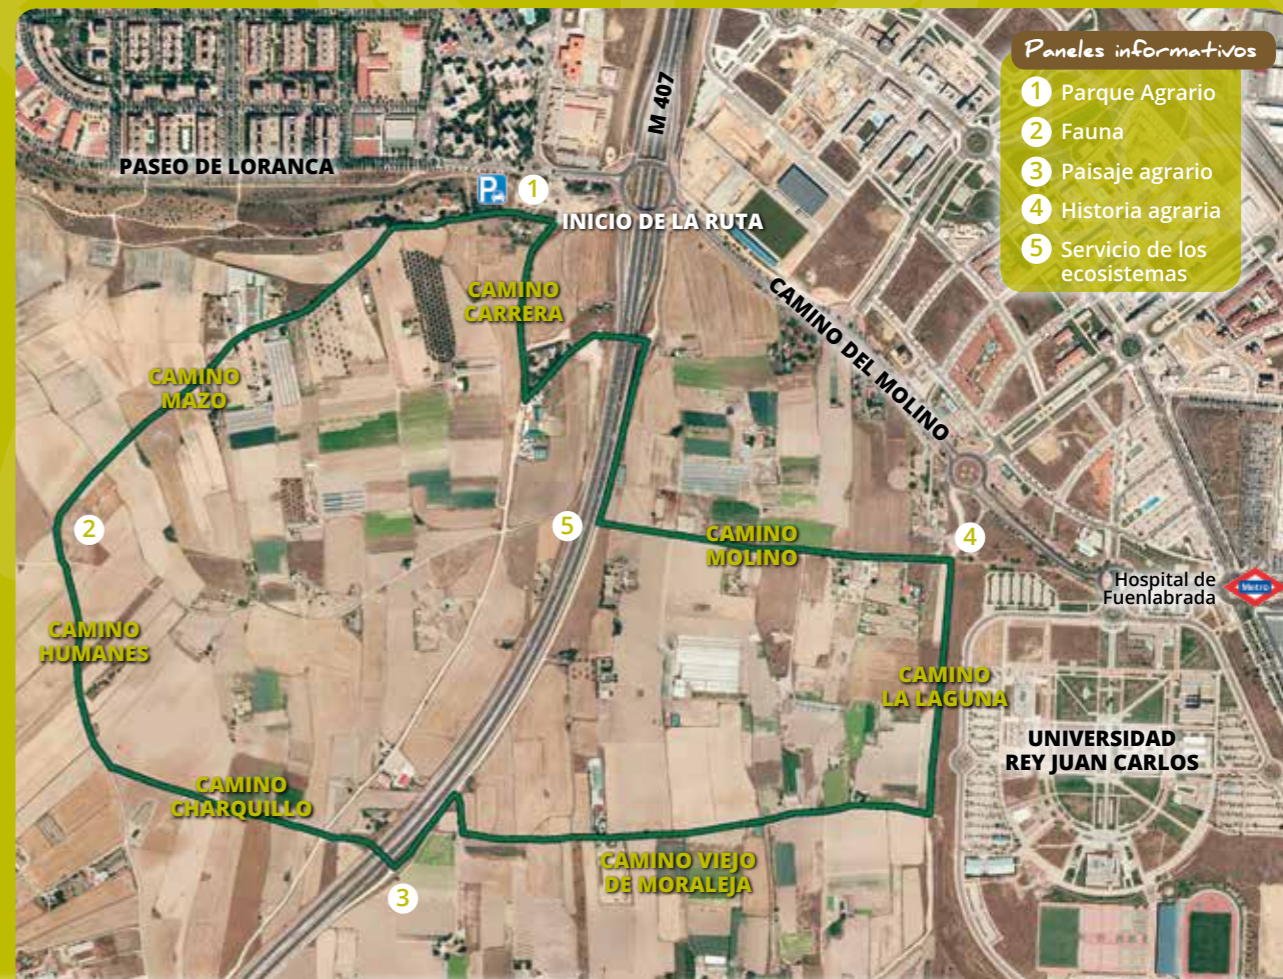 Paneles informativos
1 Parque Agrario
2 Fauna
3 Paisaje agrario
4 Historia agraria
5 Servicio de los
ecosistemas
M 407
PASEO DE LORANCA
P
1
INICIO DE LA RUTA
CAMINO
CARRERA
CAMINO DEL MOLINO
CAMINO
MAZO
2
5
CAMINO
MOLINO
4
Hospital de
Fuenlabrada
Metro
CAMINO
HUMANES
CAMINO
LA LAGUNA
UNIVERSIDAD
REY JUAN CARLOS
CAMINO
CHARQUILLO
CAMINO VIEJO
DE MORALEJA
3